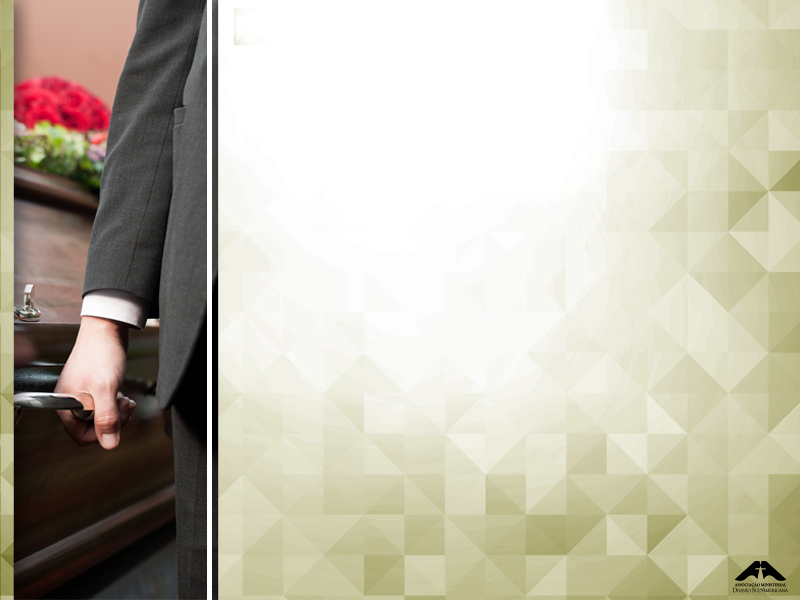 ASSOCIAÇÃO MINISTERIAL
DIVISÃO SUL-AMERICANA